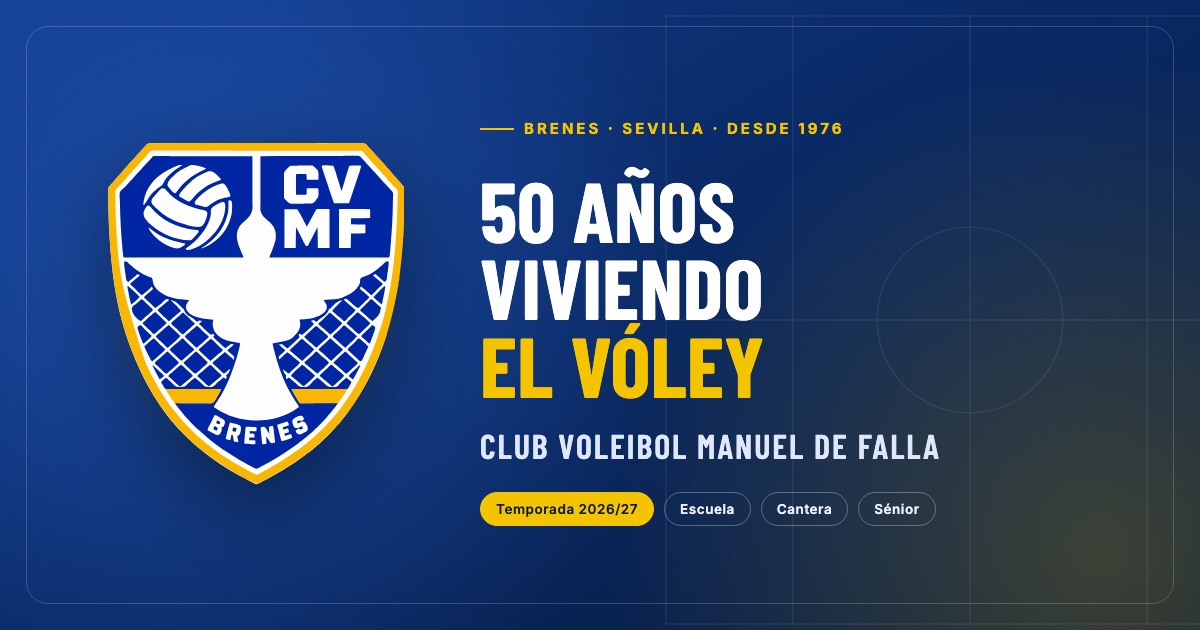 CV
MF
BRENES
BRENES · SEVILLA · DESDE 1976
50 AÑOS
VIVIENDO
EL VÓLEY
CLUB VOLEIBOL MANUEL DE FALLA
Temporada 2026/27
Escuela
Cantera
Sénior